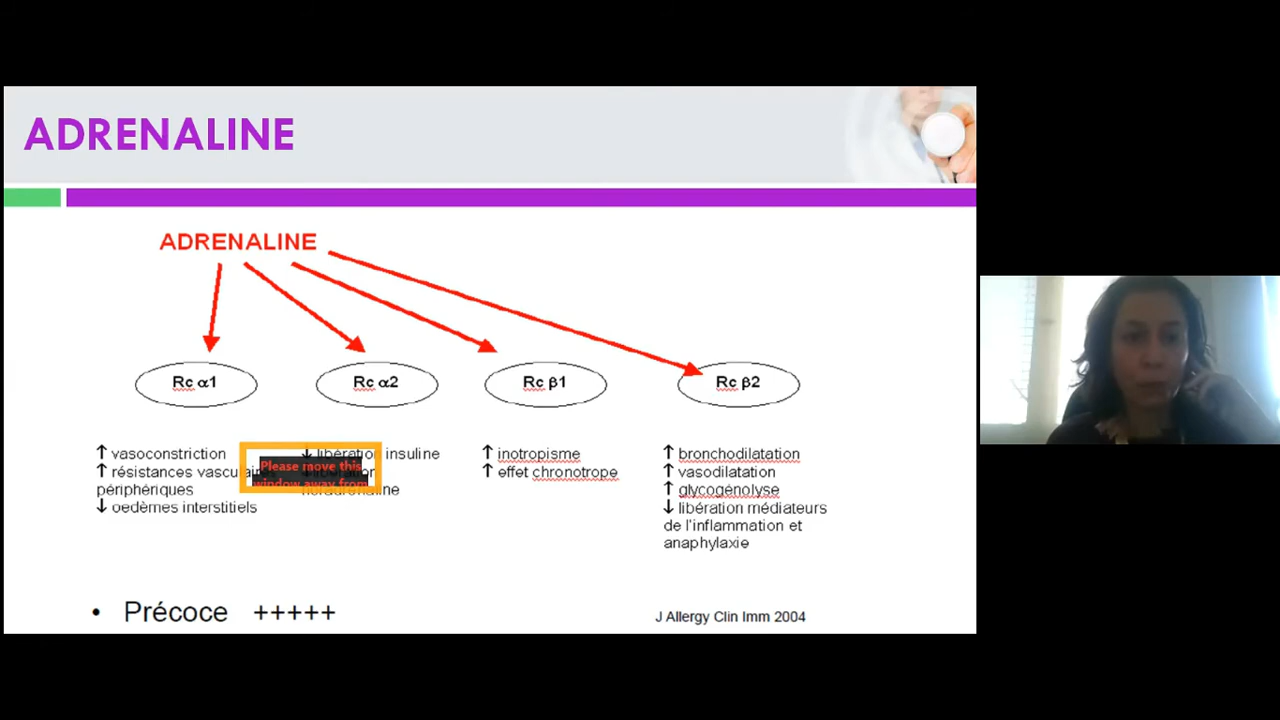 ADRENALINE
ADRENALINE
Rc α1
Rc α2
Rc β1
Rc β2
↑ vasoconstriction
↑ résistances vasculaires
périphériques
↓ oedèmes interstitiels
↓ libération insuline
noradrénaline
Please move this
window away from
↑ inotropisme
↑ effet chronotrope
↑ bronchodilatation
↑ vasodilatation
↑ glycogénolyse
↓ libération médiateurs
de l'inflammation et
anaphylaxie
• Précoce +++++
J Allergy Clin Imm 2004